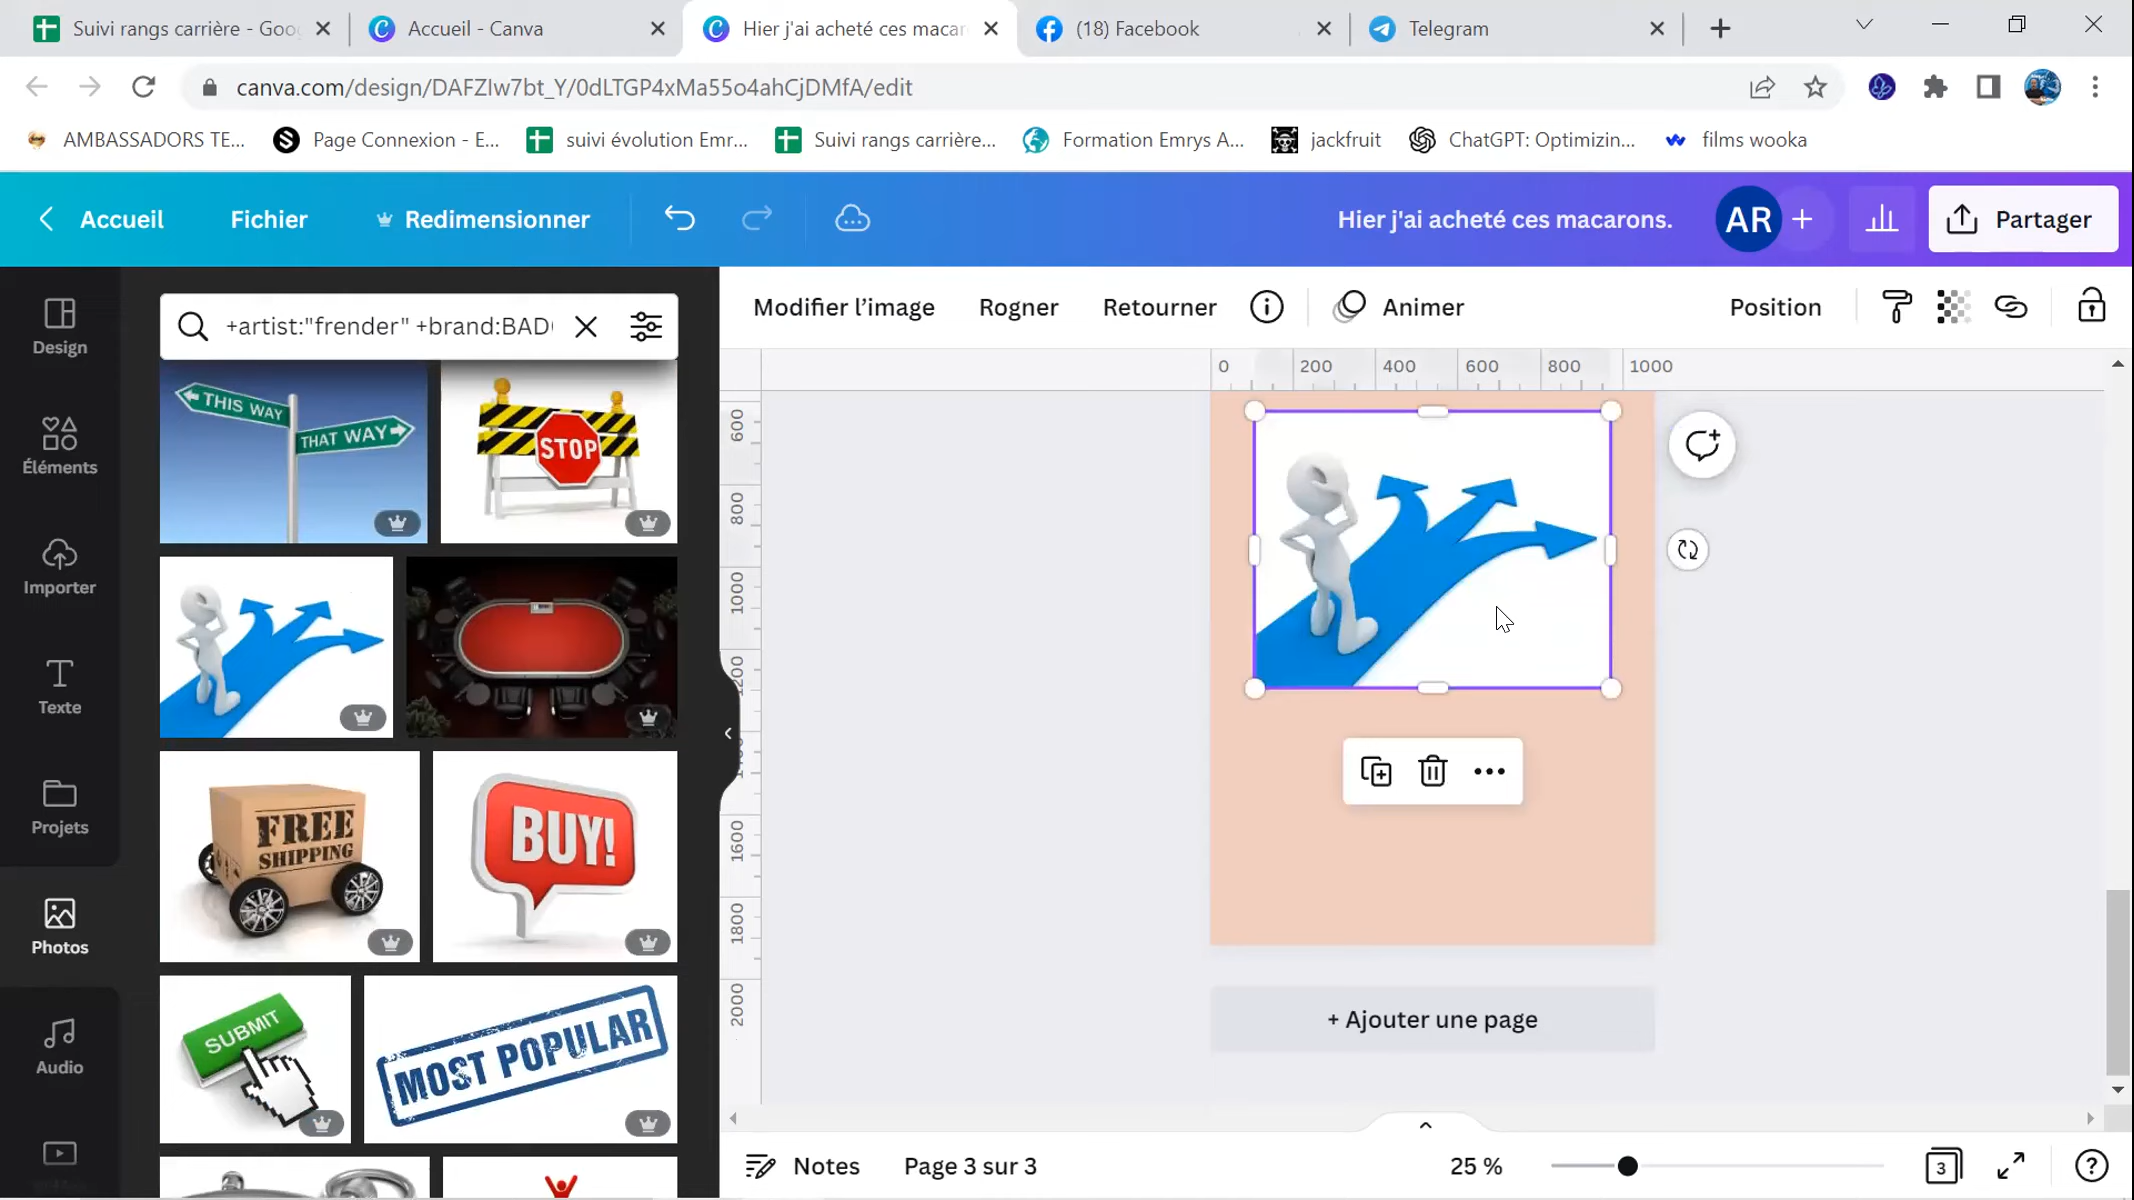 Suivi rangs carrière - Goo
Accueil - Canva
Hier j'ai acheté ces macar
(18) Facebook
Telegram
canva.com/design/DAFZIw7bt_Y/0dLTGP4xMa55o4ahCjDMfA/edit
AMBASSADORS TE...
Page Connexion - E...
suivi évolution Emr...
Suivi rangs carrière...
Formation Emrys A...
jackfruit
ChatGPT: Optimizin...
films wooka
Accueil
Fichier
Redimensionner
Hier j'ai acheté ces macarons.
AR
Partager
Design
Éléments
Importer
Texte
Projets
Photos
Audio
+artist:"frender" +brand:BAD
THIS WAY
THAT WAY
STOP
FREE
SHIPPING
BUY!
SUBMIT
MOST POPULAR
Modifier l'image
Rogner
Retourner
Animer
Position
0
200
400
600
800
1000
600
800
1000
1200
1600
1800
2000
+ Ajouter une page
Notes
Page 3 sur 3
25 %
3